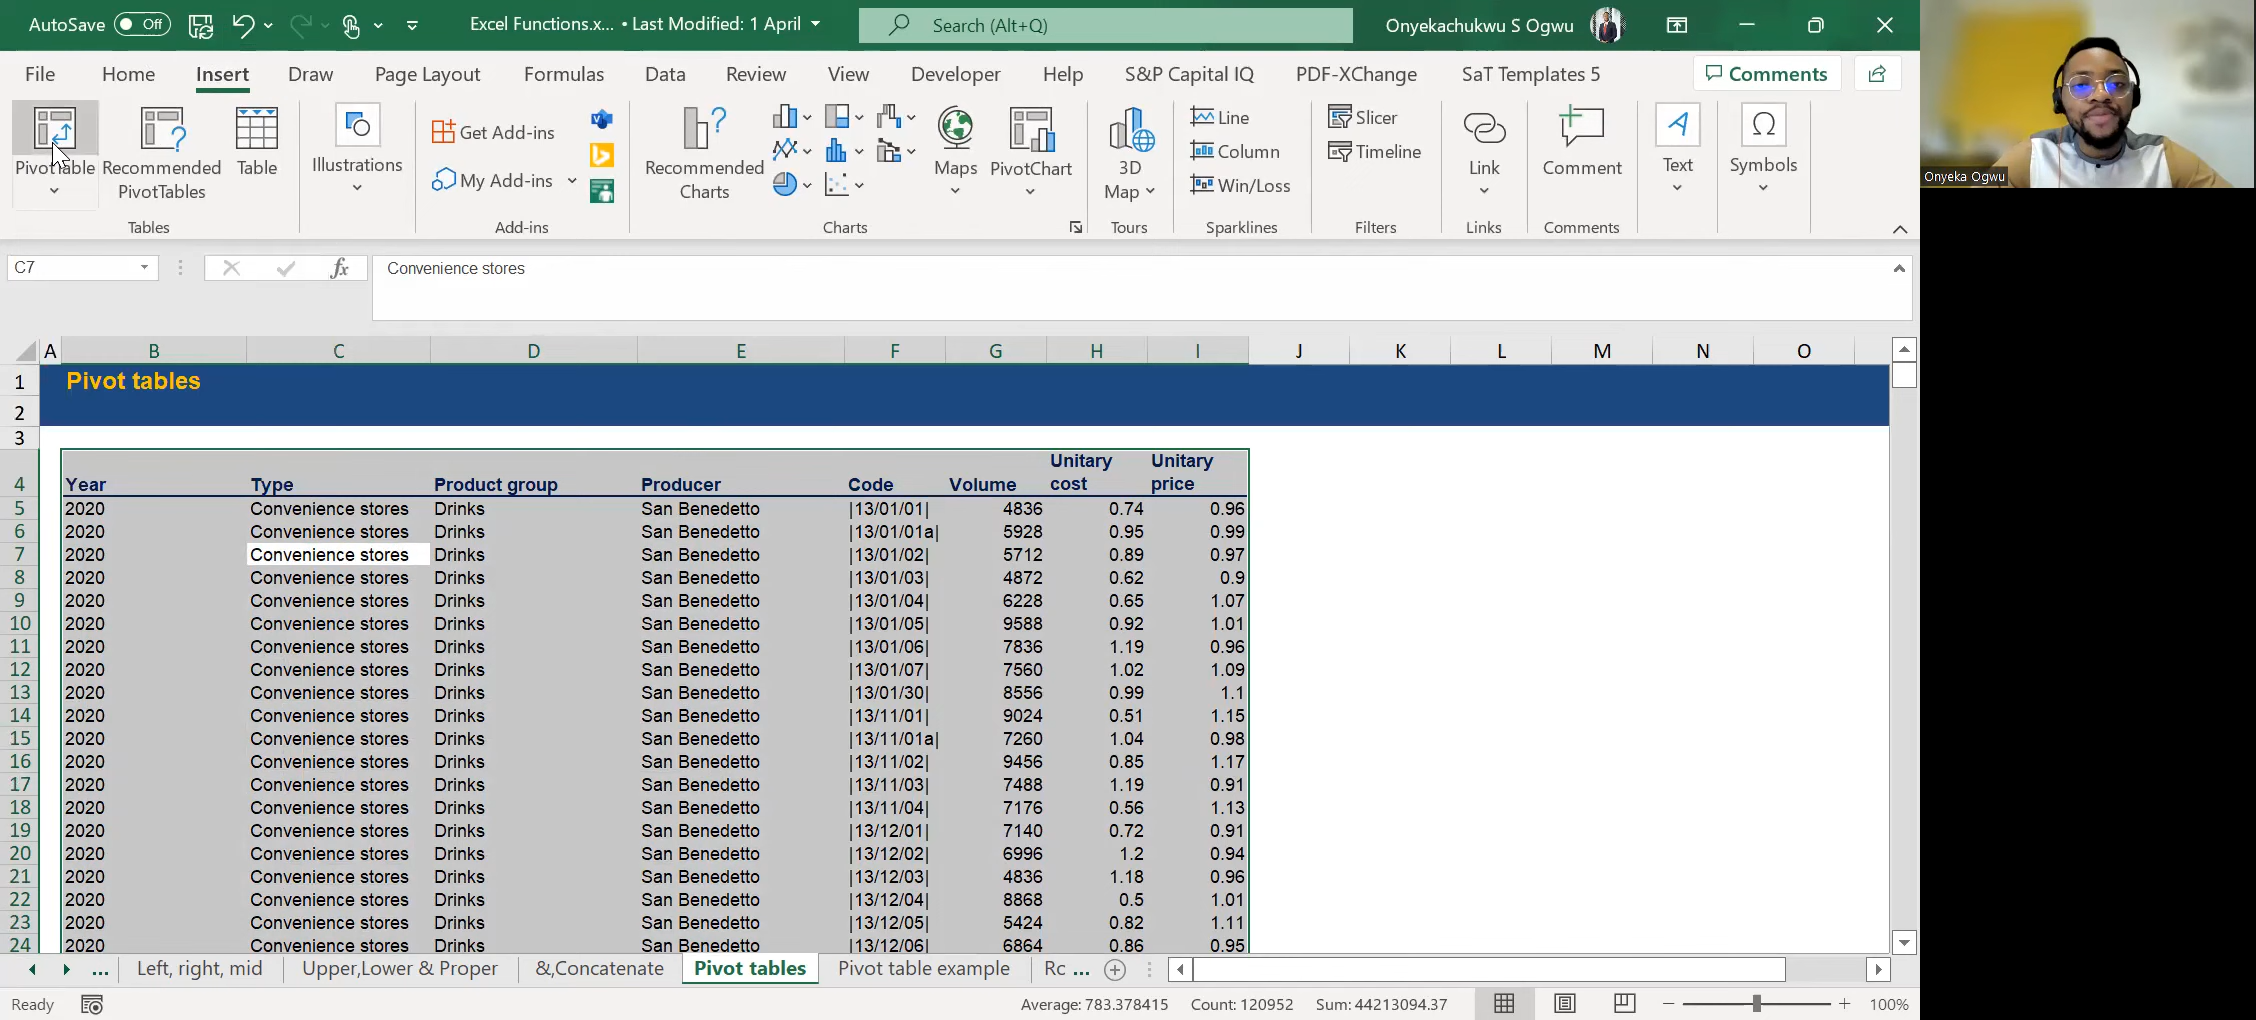 AutoSave Off Excel Functions.x... • Last Modified: 1 April Search (Alt+Q) Onyekachukwu S Ogwu
File Home Insert Draw Page Layout Formulas Data Review View Developer Help S&P Capital IQ PDF-XChange SaT Templates 5 Comments
PivotTable Recommended PivotTables Table Illustrations
Get Add-ins
My Add-ins
Recommended Charts Maps PivotChart 3D Map
Line
Column
Win/Loss
Slicer
Timeline
Link Comment Text Symbols
Tables Add-ins Charts Tours Sparklines Filters Links Comments
Onyeka Ogwu
C7 fx Convenience stores
A B C D E F G H I J K L M N O
1 Pivot tables
2
3
4 Year Type Product group Producer Code Volume Unitary cost Unitary price
5 2020 Convenience stores Drinks San Benedetto |13/01/01| 4836 0.74 0.96
6 2020 Convenience stores Drinks San Benedetto |13/01/01a| 5928 0.95 0.99
7 2020 Convenience stores Drinks San Benedetto |13/01/02| 5712 0.89 0.97
8 2020 Convenience stores Drinks San Benedetto |13/01/03| 4872 0.62 0.9
9 2020 Convenience stores Drinks San Benedetto |13/01/04| 6228 0.65 1.07
10 2020 Convenience stores Drinks San Benedetto |13/01/05| 9588 0.92 1.01
11 2020 Convenience stores Drinks San Benedetto |13/01/06| 7836 1.19 0.96
12 2020 Convenience stores Drinks San Benedetto |13/01/07| 7560 1.02 1.09
13 2020 Convenience stores Drinks San Benedetto |13/01/30| 8556 0.99 1.1
14 2020 Convenience stores Drinks San Benedetto |13/11/01| 9024 0.51 1.15
15 2020 Convenience stores Drinks San Benedetto |13/11/01a| 7260 1.04 0.98
16 2020 Convenience stores Drinks San Benedetto |13/11/02| 9456 0.85 1.17
17 2020 Convenience stores Drinks San Benedetto |13/11/03| 7488 1.19 0.91
18 2020 Convenience stores Drinks San Benedetto |13/11/04| 7176 0.56 1.13
19 2020 Convenience stores Drinks San Benedetto |13/12/01| 7140 0.72 0.91
20 2020 Convenience stores Drinks San Benedetto |13/12/02| 6996 1.2 0.94
21 2020 Convenience stores Drinks San Benedetto |13/12/03| 4836 1.18 0.96
22 2020 Convenience stores Drinks San Benedetto |13/12/04| 8868 0.5 1.01
23 2020 Convenience stores Drinks San Benedetto |13/12/05| 5424 0.82 1.11
24 2020 Convenience stores Drinks San Benedetto |13/12/06| 6864 0.86 0.95
... Left, right, mid Upper,Lower & Proper &,Concatenate Pivot tables Pivot table example Rc ...
Ready Average: 783.378415 Count: 120952 Sum: 44213094.37 100%